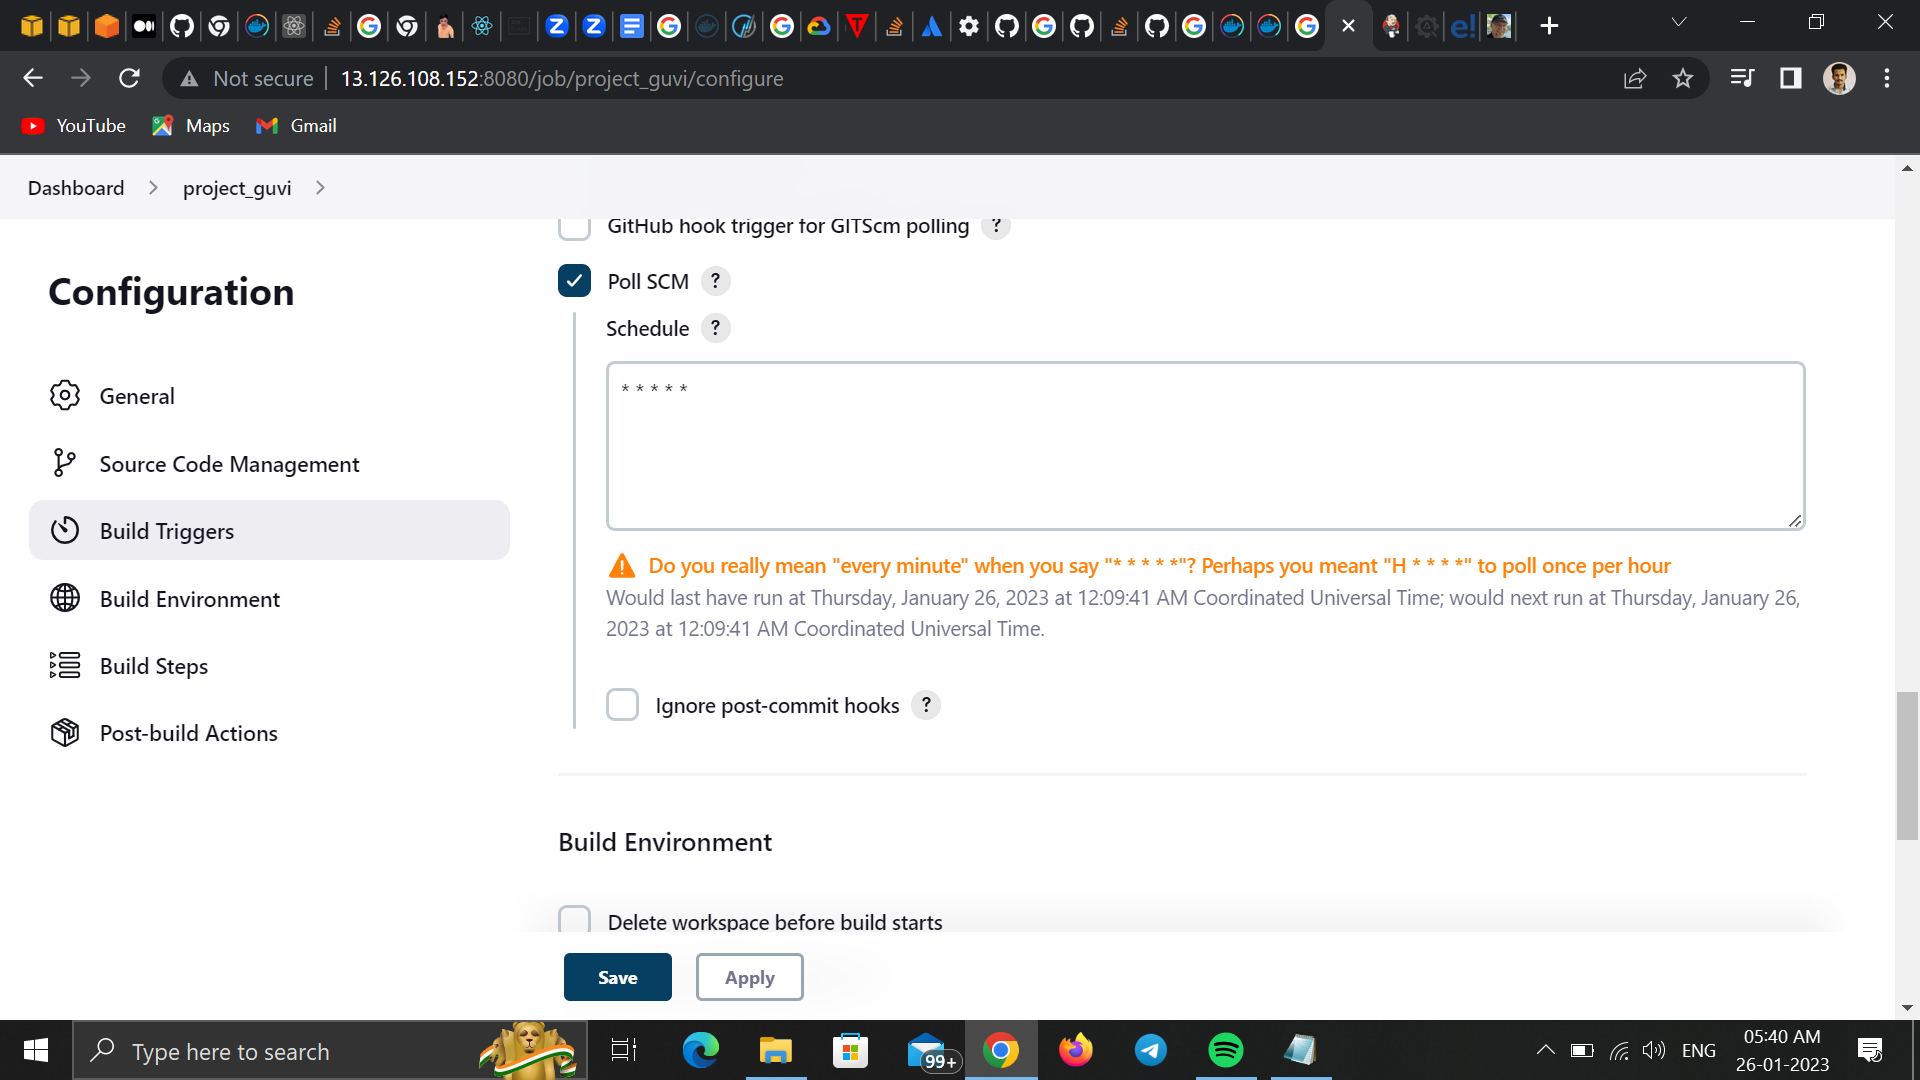 Not secure
13.126.108.152:8080/job/project_guvi/configure
YouTube
Maps
Gmail
Dashboard
project_guvi
GitHub hook trigger for GITScm polling ?
Configuration
Poll SCM ?
Schedule ?
* * * * *
General
Source Code Management
Build Triggers
Build Environment
Build Steps
Post-build Actions
Do you really mean "every minute" when you say "* * * * *"? Perhaps you meant "H * * * *" to poll once per hour
Would last have run at Thursday, January 26, 2023 at 12:09:41 AM Coordinated Universal Time; would next run at Thursday, January 26,
2023 at 12:09:41 AM Coordinated Universal Time.
Ignore post-commit hooks ?
Build Environment
Delete workspace before build starts
Save
Apply
Type here to search
99+
ENG
05:40 AM
26-01-2023